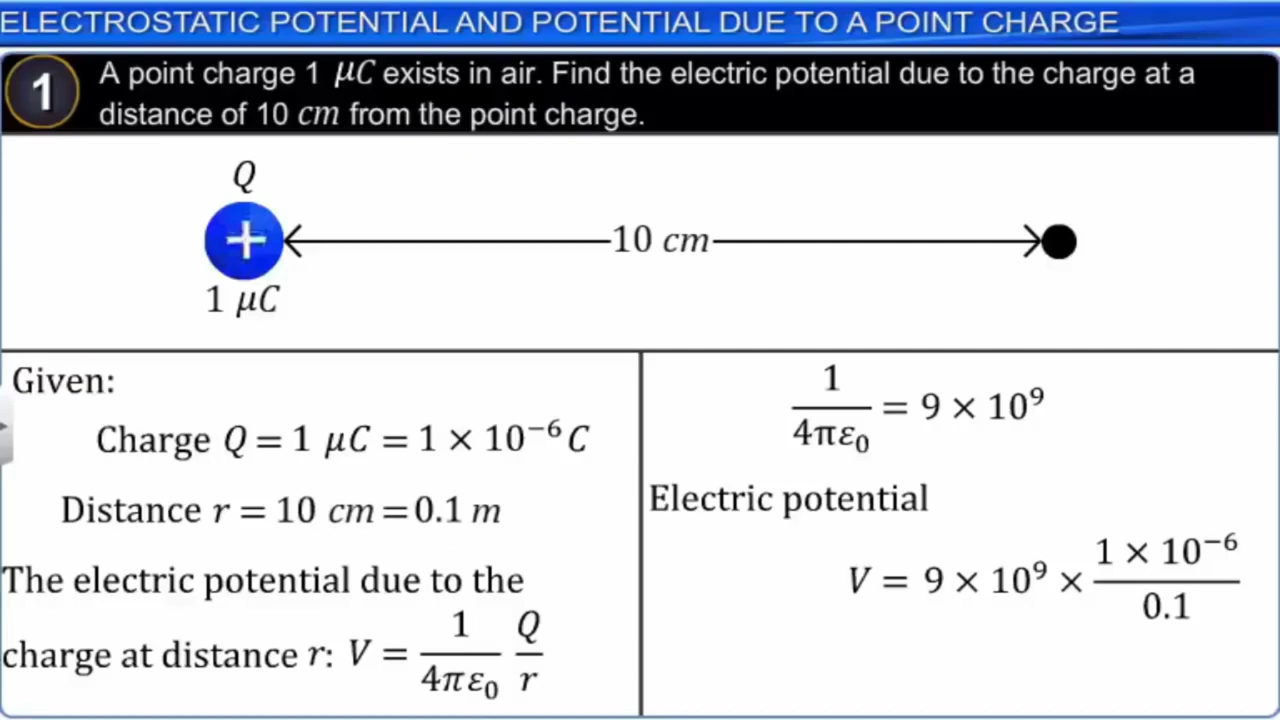 ELECTROSTATIC POTENTIAL AND POTENTIAL DUE TO A POINT CHARGE
1
A point charge 1 μC exists in air. Find the electric potential due to the charge at a
distance of 10 cm from the point charge.
Q
+
10 cm
1 μC
Given:
Charge Q = 1 μC = 1 × 10⁻⁶ C
Distance r = 10 cm = 0.1 m
The electric potential due to the
charge at distance r: V = 1/4πε₀ Q/r
1/4πε₀ = 9 × 10⁹
Electric potential
V = 9 × 10⁹ × 1 × 10⁻⁶/0.1